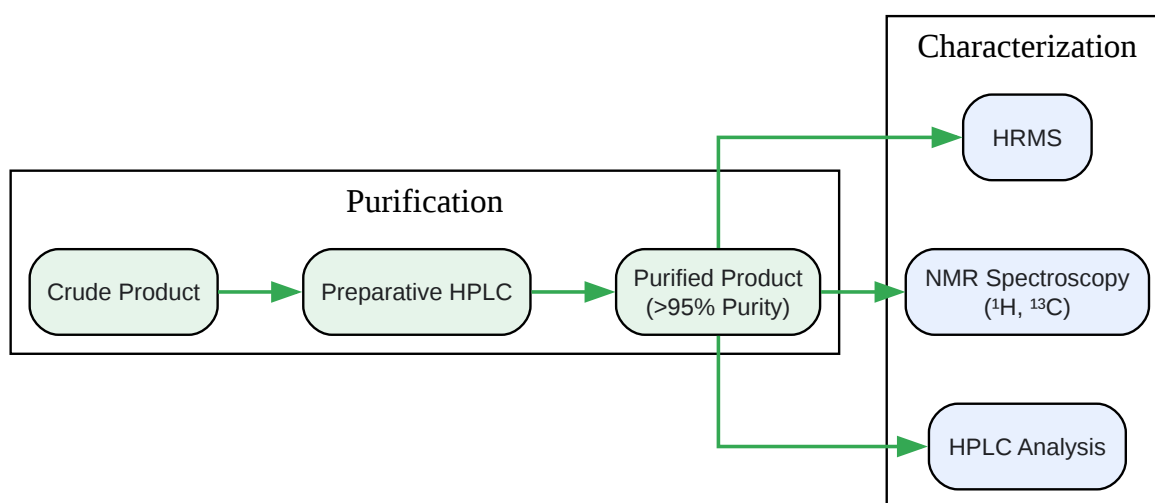 Characterization
HRMS
Purification
Crude Product
Preparative HPLC
Purified Product
(>95% Purity)
NMR Spectroscopy
(¹H, ¹³C)
HPLC Analysis